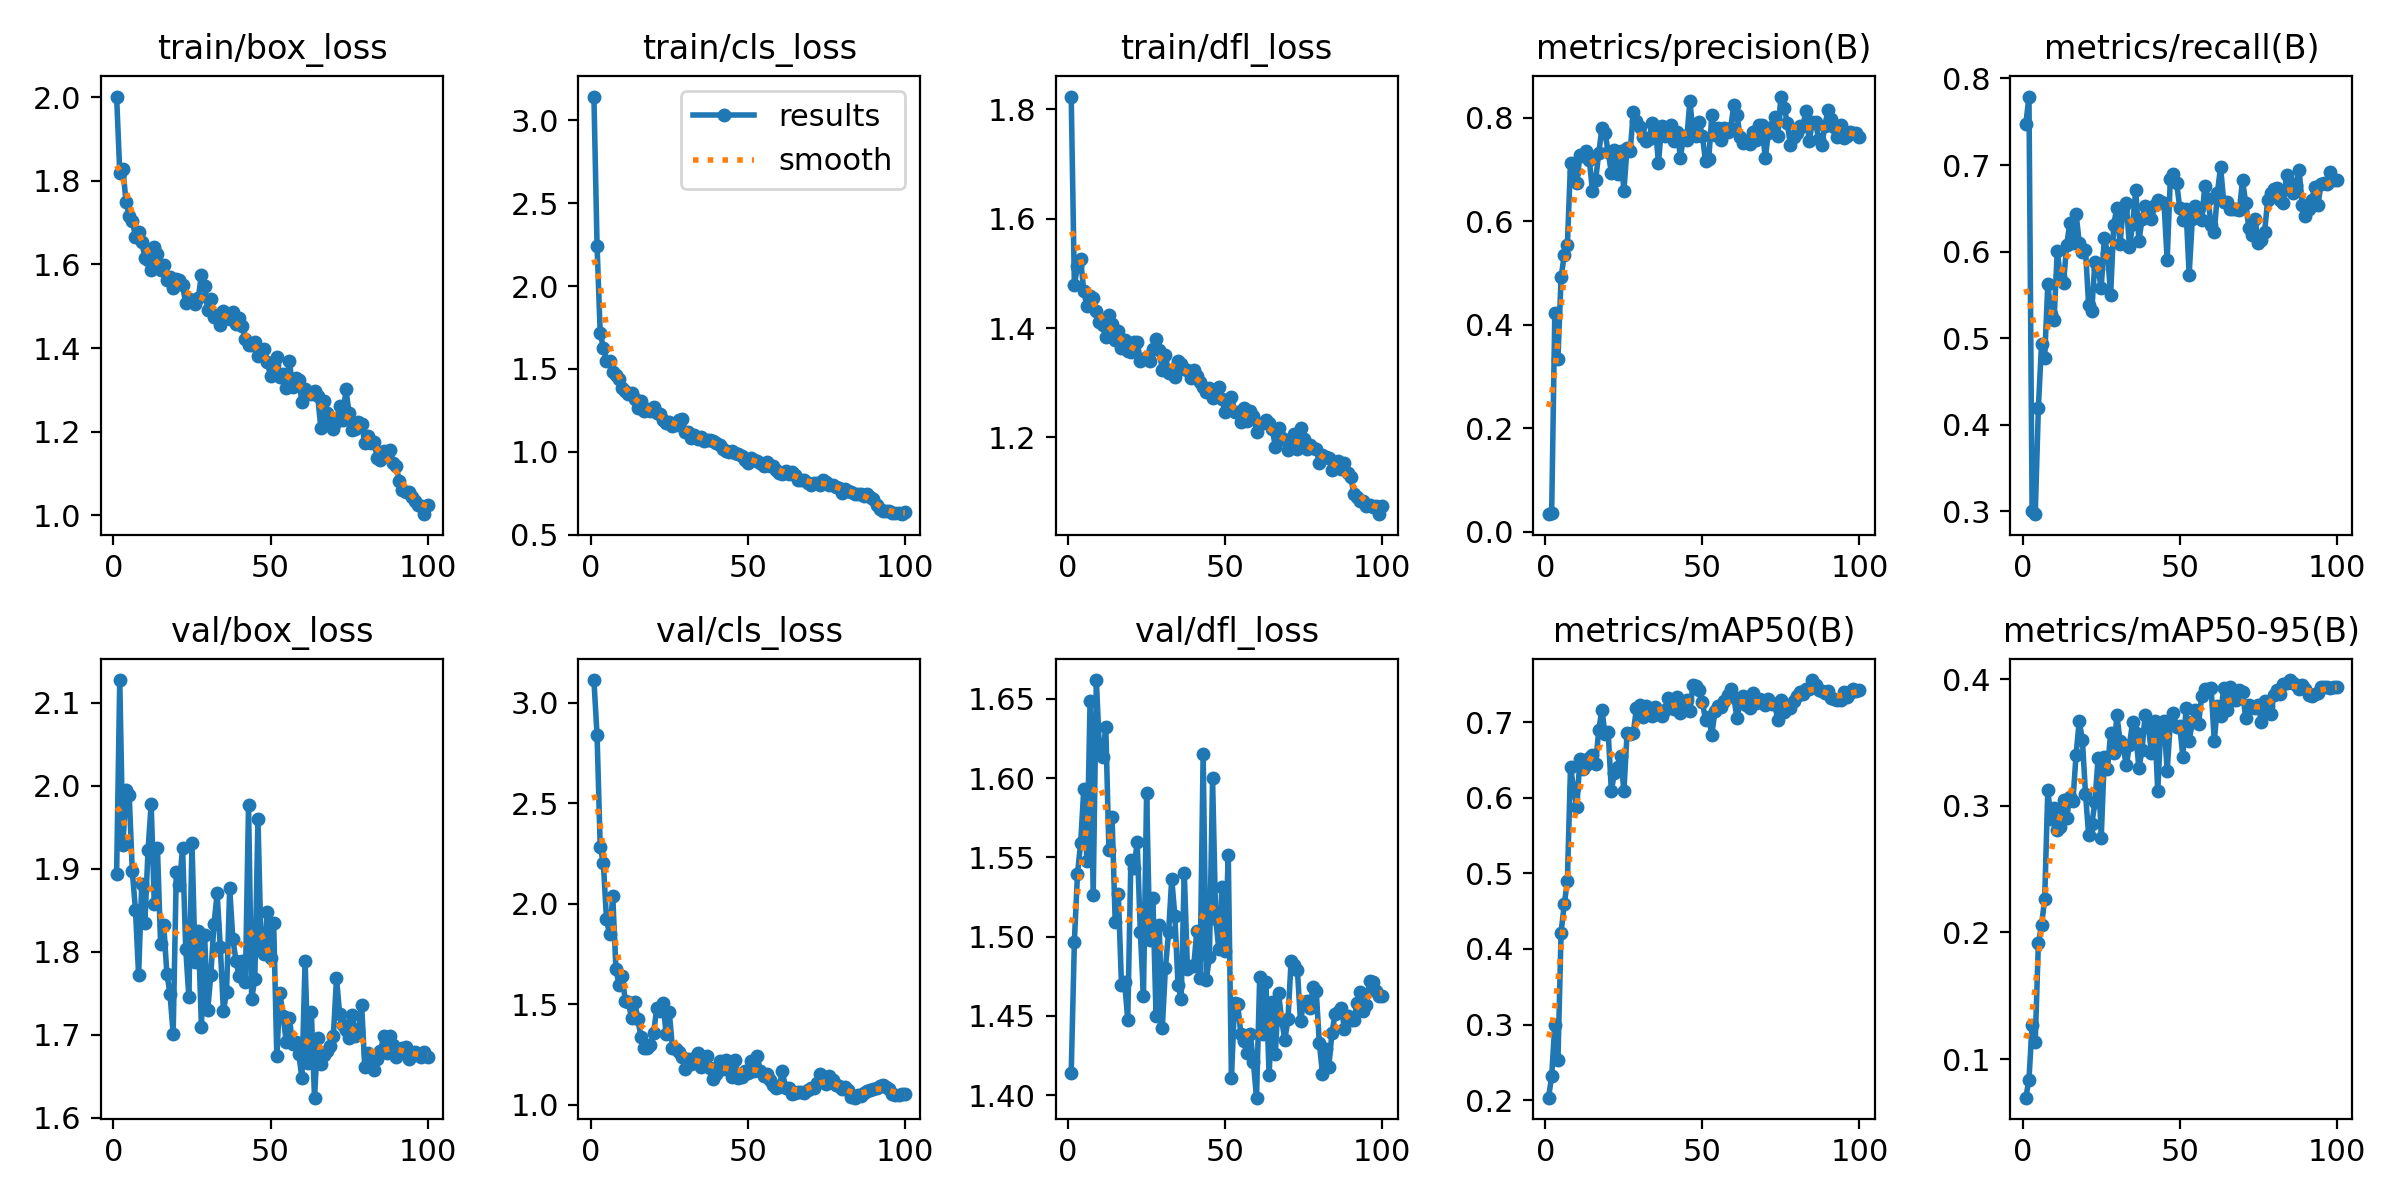 train/box_loss
2.0
1.8
1.6
1.4
1.2
1.0
0 50 100
train/cls_loss
results
smooth
3.0
2.5
2.0
1.5
1.0
0.5
0 50 100
train/dfl_loss
1.8
1.6
1.4
1.2
0 50 100
metrics/precision(B)
0.8
0.6
0.4
0.2
0.0
0 50 100
metrics/recall(B)
0.8
0.7
0.6
0.5
0.4
0.3
0 50 100
val/box_loss
2.1
2.0
1.9
1.8
1.7
1.6
0 50 100
val/cls_loss
3.0
2.5
2.0
1.5
1.0
0 50 100
val/dfl_loss
1.65
1.60
1.55
1.50
1.45
1.40
0 50 100
metrics/mAP50(B)
0.7
0.6
0.5
0.4
0.3
0.2
0 50 100
metrics/mAP50-95(B)
0.4
0.3
0.2
0.1
0 50 100